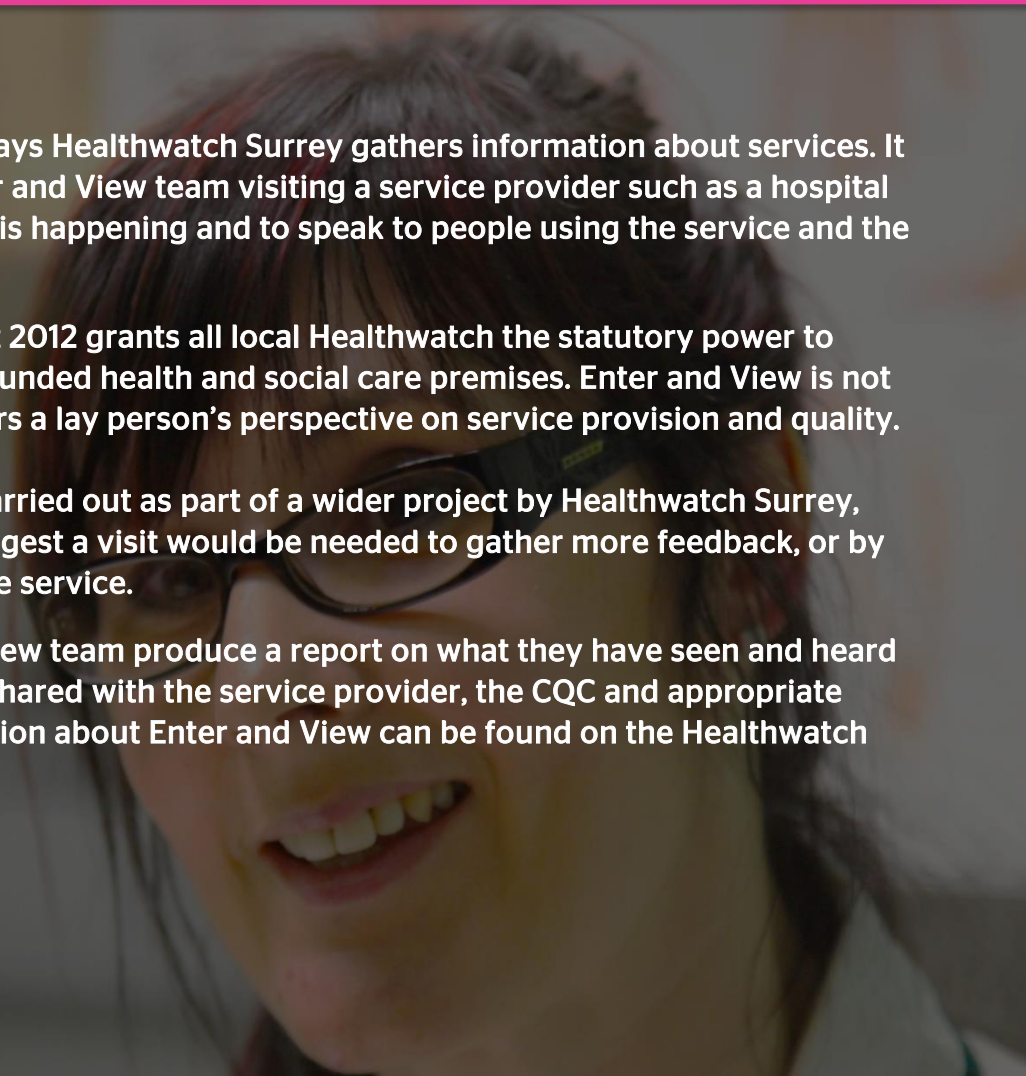 ays Healthwatch Surrey gathers information about services. It
r and View team visiting a service provider such as a hospital
is happening and to speak to people using the service and the
2012 grants all local Healthwatch the statutory power to
unded health and social care premises. Enter and View is not
rs a lay person’s perspective on service provision and quality.
rried out as part of a wider project by Healthwatch Surrey,
gest a visit would be needed to gather more feedback, or by
e service.
ew team produce a report on what they have seen and heard
hared with the service provider, the CQC and appropriate
ion about Enter and View can be found on the Healthwatch